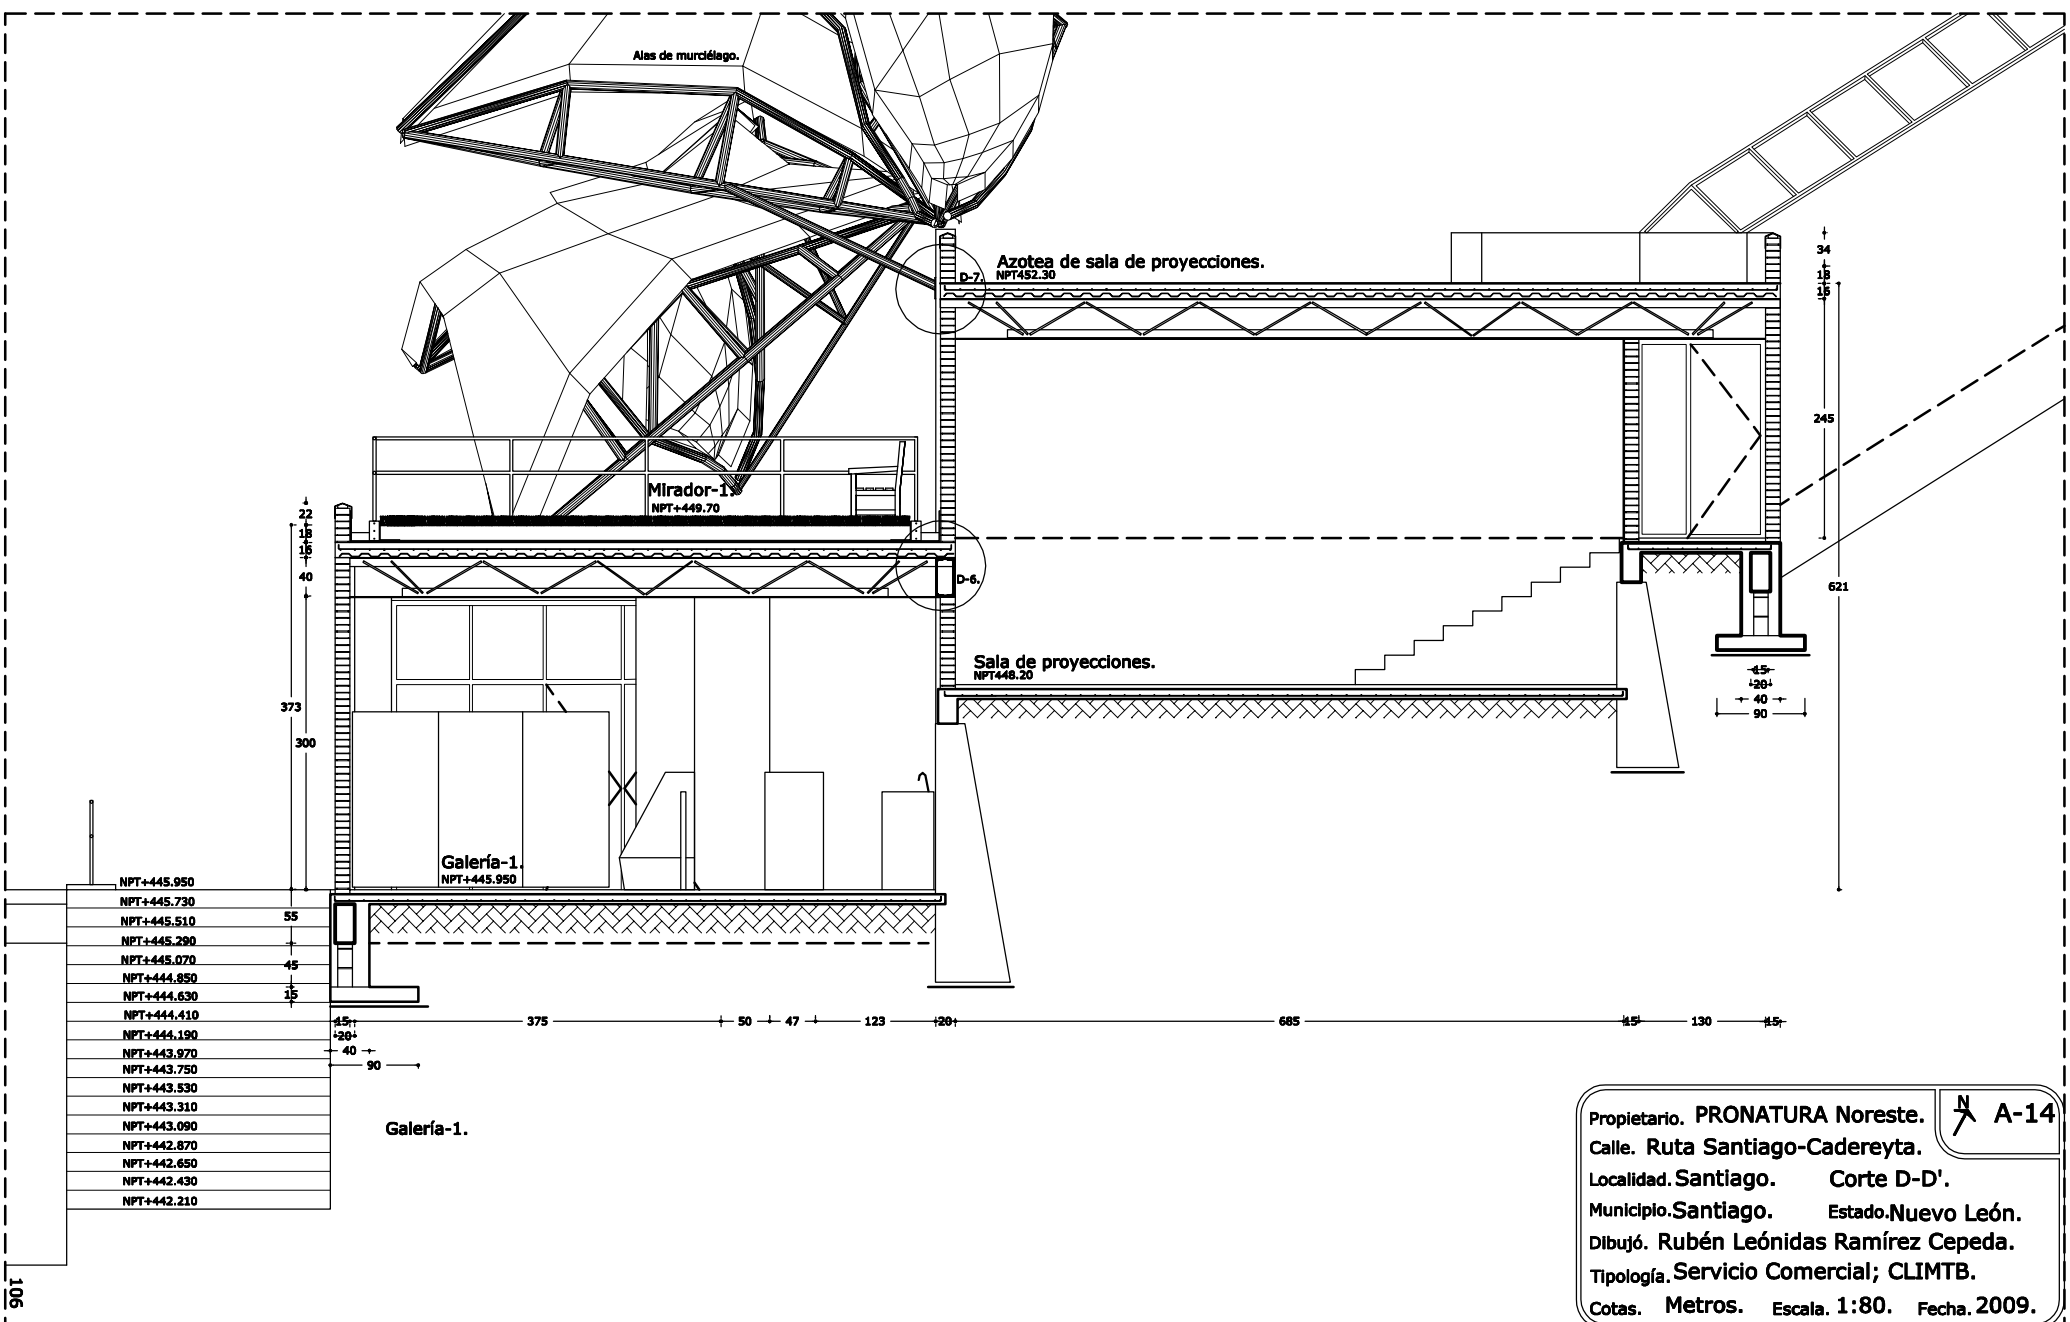 Alas de murciélago.
Azotea de sala de proyecciones.
D-7.
NPT452.30
34
18
16
245
621
Mirador-1.
NPT+449.70
22
18
16
40
D-6.
Sala de proyecciones.
NPT448.20
15
20
40
90
373
300
Galería-1.
NPT+445.950
NPT+445.950
NPT+445.730
NPT+445.510
NPT+445.290
NPT+445.070
NPT+444.850
NPT+444.630
NPT+444.410
NPT+444.190
NPT+443.970
NPT+443.750
NPT+443.530
NPT+443.310
NPT+443.090
NPT+442.870
NPT+442.650
NPT+442.430
NPT+442.210
55
45
15
15 375 50 47 123 20 685 15 130 15
20
40
90
Galería-1.
Propietario. PRONATURA Noreste. N A-14
Calle. Ruta Santiago-Cadereyta.
Localidad. Santiago. Corte D-D'.
Municipio. Santiago. Estado. Nuevo León.
Dibujó. Rubén Leónidas Ramírez Cepeda.
Tipología. Servicio Comercial; CLIMTB.
Cotas. Metros. Escala. 1:80. Fecha. 2009.
106